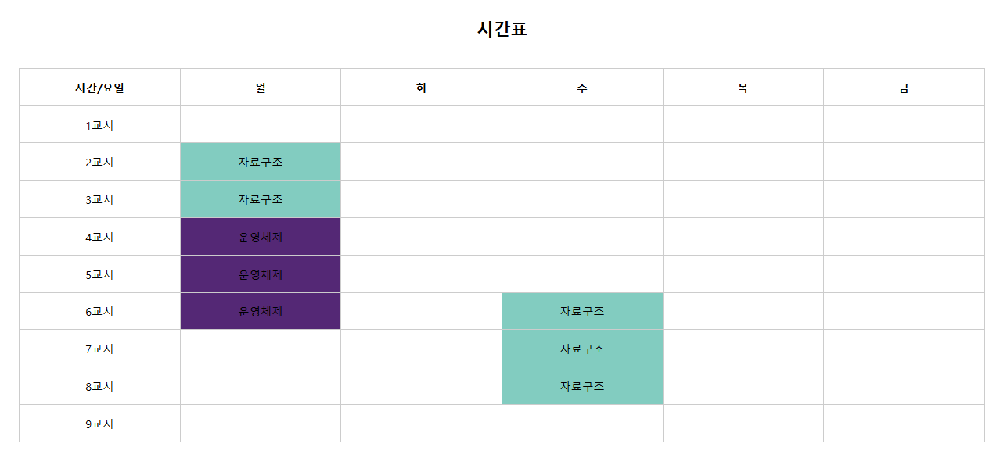 시간표
시간/요일 월 화 수 목 금
1교시
2교시 자료구조
3교시 자료구조
4교시 운영체제
5교시 운영체제
6교시 운영체제 자료구조
7교시 자료구조
8교시 자료구조
9교시